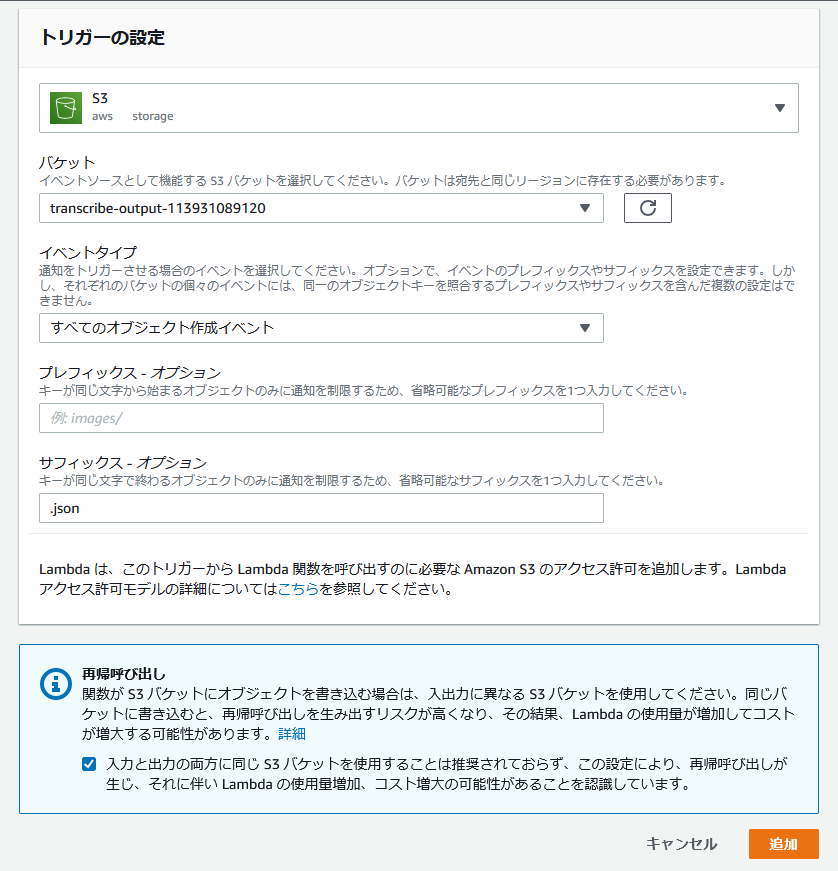 トリガーの設定
S3
aws storage
バケット
イベントソースとして機能する S3 バケットを選択してください。バケットは宛先と同じリージョンに存在する必要があります。
transcribe-output-113931089120
イベントタイプ
通知をトリガーさせる場合のイベントを選択してください。オプションで、イベントのプレフィックスやサフィックスを設定できます。しか
し、それぞれのバケットの個々のイベントには、同一のオブジェクトキーを照合するプレフィックスやサフィックスを含んだ複数の設定はで
きません。
すべてのオブジェクト作成イベント
プレフィックス - オプション
キーが同じ文字から始まるオブジェクトのみに通知を制限するため、省略可能なプレフィックスを1つ入力してください。
例: images/
サフィックス - オプション
キーが同じ文字で終わるオブジェクトのみに通知を制限するため、省略可能なサフィックスを1つ入力してください。
.json
Lambda は、このトリガーから Lambda 関数を呼び出すのに必要な Amazon S3 のアクセス許可を追加します。Lambda
アクセス許可モデルの詳細についてはこちらを参照してください。
再帰呼び出し
関数が S3 バケットにオブジェクトを書き込む場合は、入出力に異なる S3 バケットを使用してください。同じバ
ケットに書き込むと、再帰呼び出しを生み出すリスクが高くなり、その結果、Lambda の使用量が増加してコスト
が増大する可能性があります。詳細
入力と出力の両方に同じ S3 バケットを使用することは推奨されておらず、この設定により、再帰呼び出しが
生じ、それに伴い Lambda の使用量増加、コスト増大の可能性があることを認識しています。
キャンセル
追加